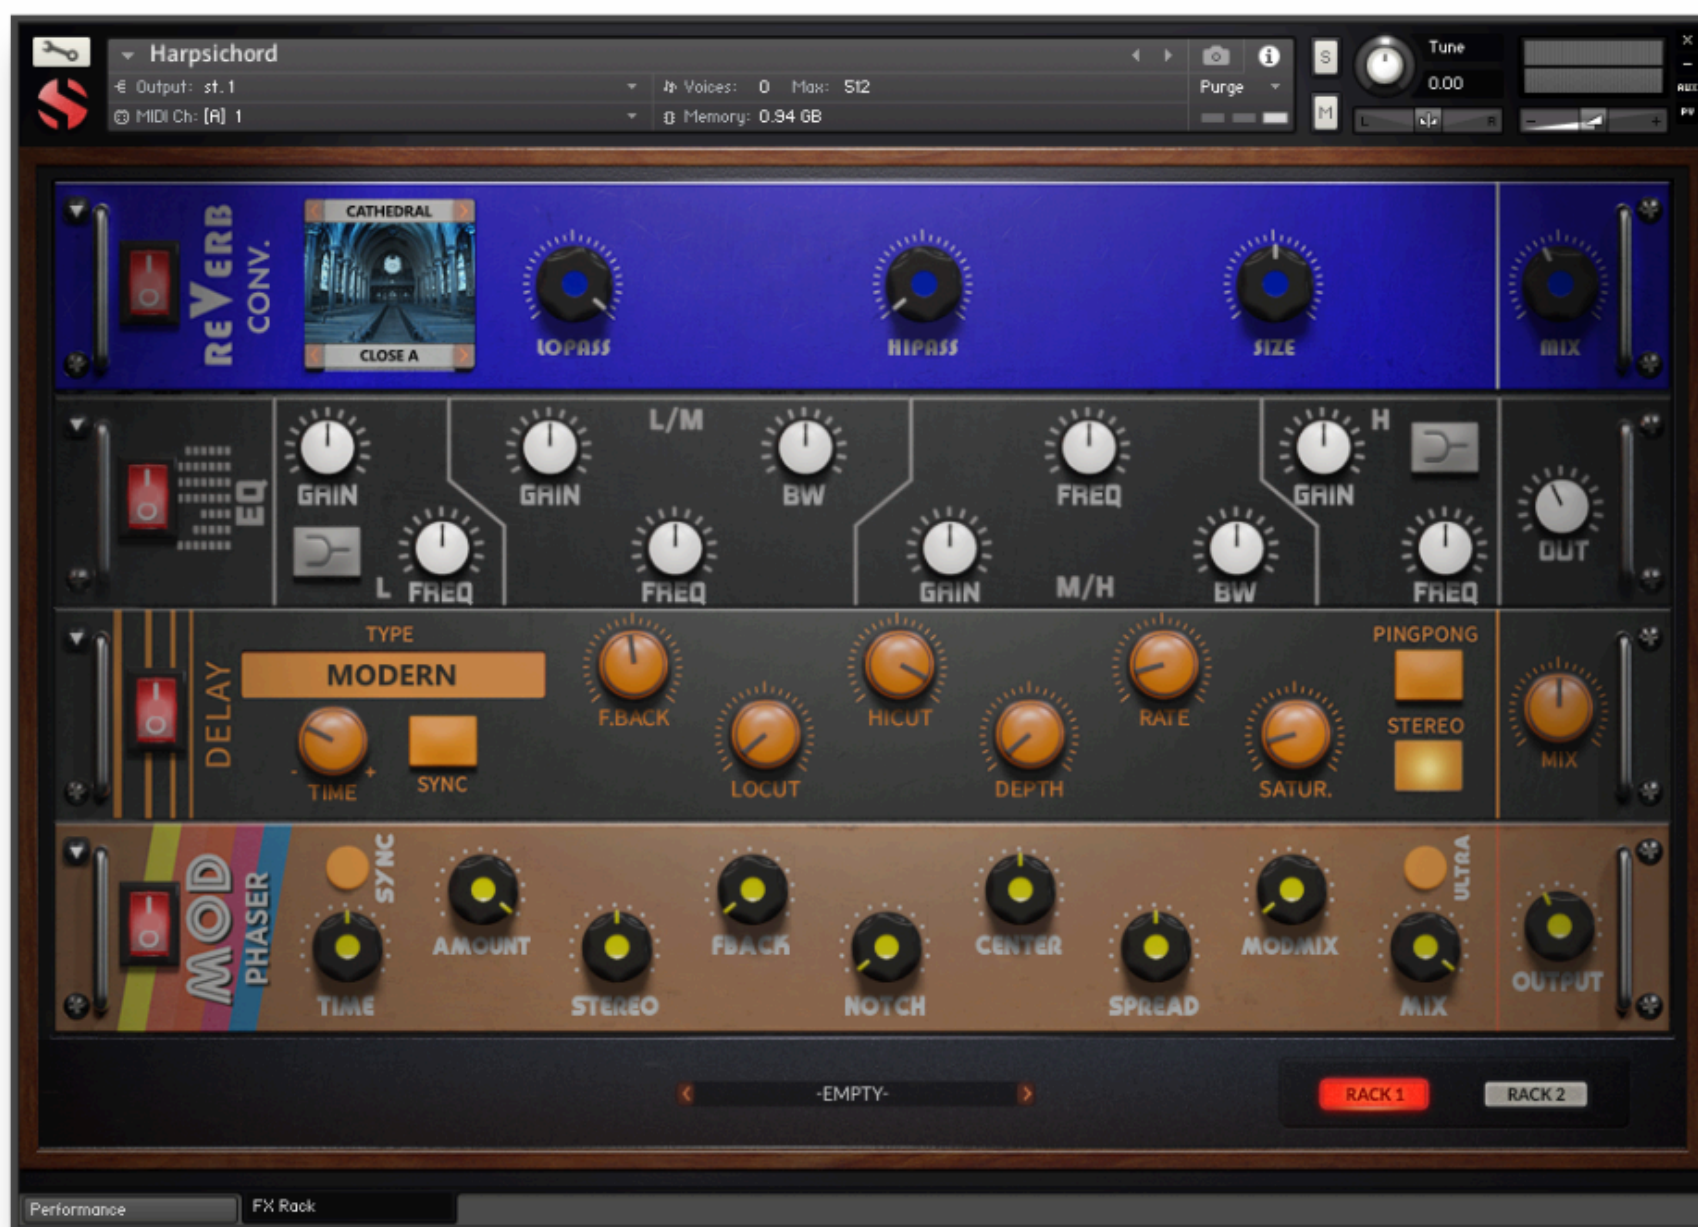 Harpsichord
Output: st.1
Voices: 0 Max: 512
Purge
MIDI Ch: [A] 1
Memory: 0.94 GB
S
M
Tune
0.00
L R
- +
×
-
AUX
PV
REVERB
CONV.
CATHEDRAL
CLOSE A
LOPASS
HIPASS
SIZE
MIX
EQ
GAIN
L
FREQ
L/M
GAIN
BW
FREQ
M/H
FREQ
GAIN
BW
H
GAIN
FREQ
OUT
DELAY
TYPE
MODERN
- +
TIME
SYNC
F.BACK
LOCUT
HICUT
DEPTH
RATE
SATUR.
PINGPONG
STEREO
MIX
MOD
PHASER
SYNC
TIME
AMOUNT
STEREO
FBACK
NOTCH
CENTER
SPREAD
MODMIX
ULTRA
MIX
OUTPUT
-EMPTY-
RACK 1
RACK 2
Performance
FX Rack